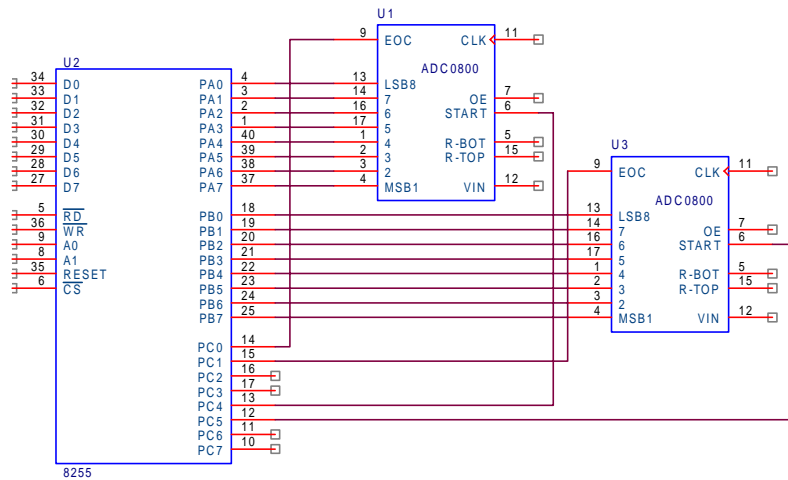 U1
9 EOC CLK 11
ADC0800
13 LSB8
14 7 OE 7
16 6 START 6
17 5
1 4 R-BOT 5
2 3 R-TOP 15
3 2
4 MSB1 VIN 12
U2
34 D0 PA0 4
33 D1 PA1 3
32 D2 PA2 2
31 D3 PA3 1
30 D4 PA4 40
29 D5 PA5 39
28 D6 PA6 38
27 D7 PA7 37
5 RD PB0 18
36 WR PB1 19
9 A0 PB2 20
8 A1 PB3 21
35 RESET PB4 22
6 CS PB5 23
PB6 24
PB7 25
PC0 14
PC1 15
PC2 16
PC3 17
PC4 13
PC5 12
PC6 11
PC7 10
8255
U3
9 EOC CLK 11
ADC0800
13 LSB8
14 7 OE 7
16 6 START 6
17 5
1 4 R-BOT 5
2 3 R-TOP 15
3 2
4 MSB1 VIN 12